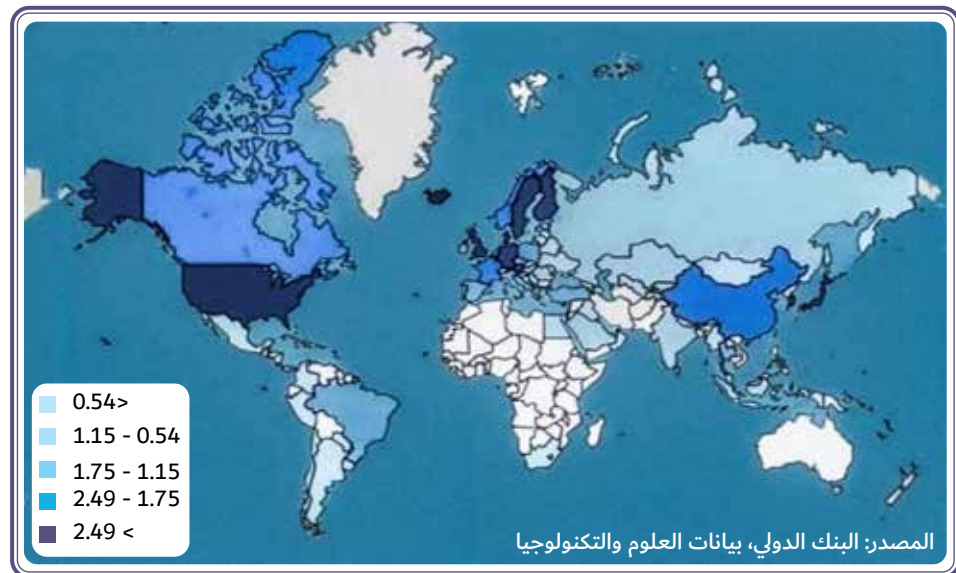 0.54>
1.15 - 0.54
1.75 - 1.15
2.49 - 1.75
2.49 <
المصدر: البنك الدولي، بيانات العلوم والتكنولوجيا